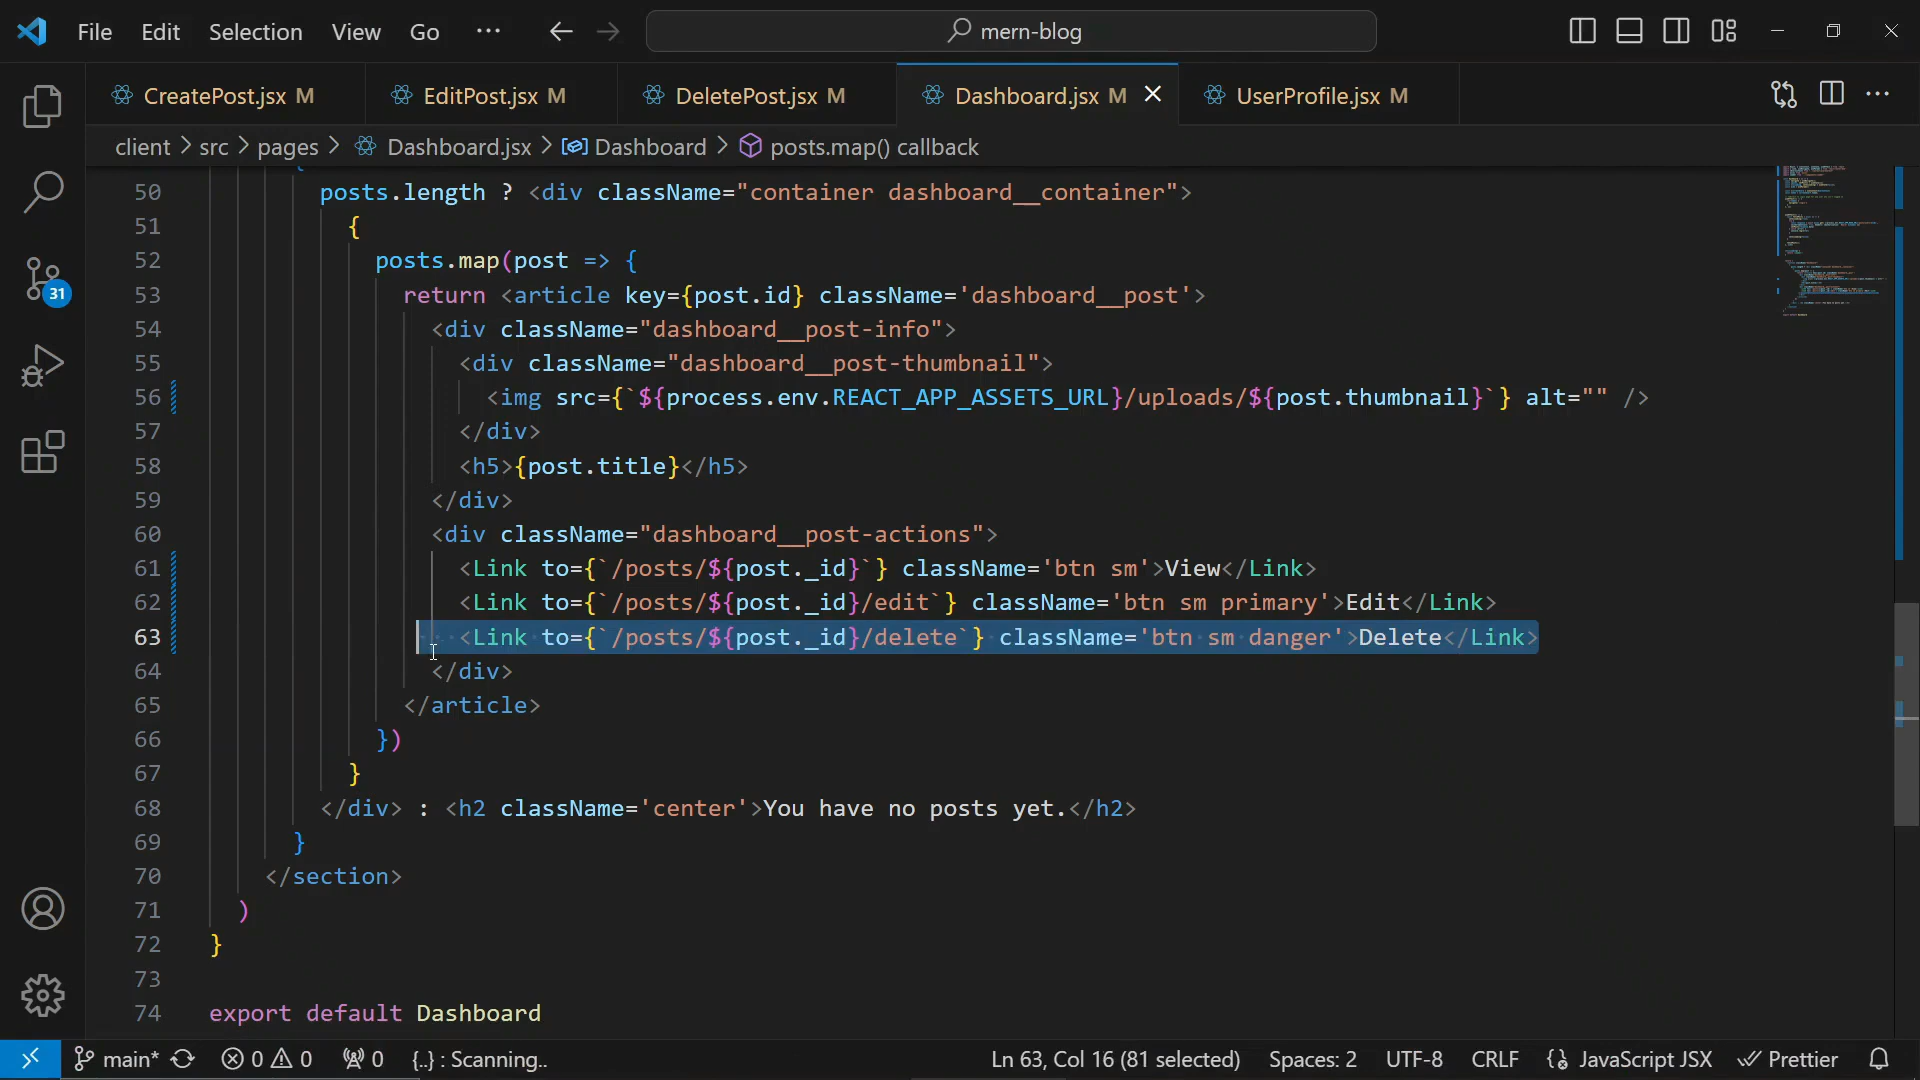 File Edit Selection View Go ··· mern-blog
CreatePost.jsx M EditPost.jsx M DeletePost.jsx M Dashboard.jsx M UserProfile.jsx M
client > src > pages > Dashboard.jsx > Dashboard > posts.map() callback
50 posts.length ? <div className="container dashboard__container">
51 {
52 posts.map(post => {
53 return <article key={post.id} className='dashboard__post'>
54 <div className="dashboard__post-info">
55 <div className="dashboard__post-thumbnail">
56 <img src={`${process.env.REACT_APP_ASSETS_URL}/uploads/${post.thumbnail}`} alt="" />
57 </div>
58 <h5>{post.title}</h5>
59 </div>
60 <div className="dashboard__post-actions">
61 <Link to={`/posts/${post._id}`} className='btn sm'>View</Link>
62 <Link to={`/posts/${post._id}/edit`} className='btn sm primary'>Edit</Link>
63 <Link to={`/posts/${post._id}/delete`} className='btn sm danger'>Delete</Link>
64 </div>
65 </article>
66 })
67 }
68 </div> : <h2 className='center'>You have no posts yet.</h2>
69 }
70 </section>
71 )
72 }
73
74 export default Dashboard
31
main* 0 0 0 {..} : Scanning.. Ln 63, Col 16 (81 selected) Spaces: 2 UTF-8 CRLF JavaScript JSX Prettier